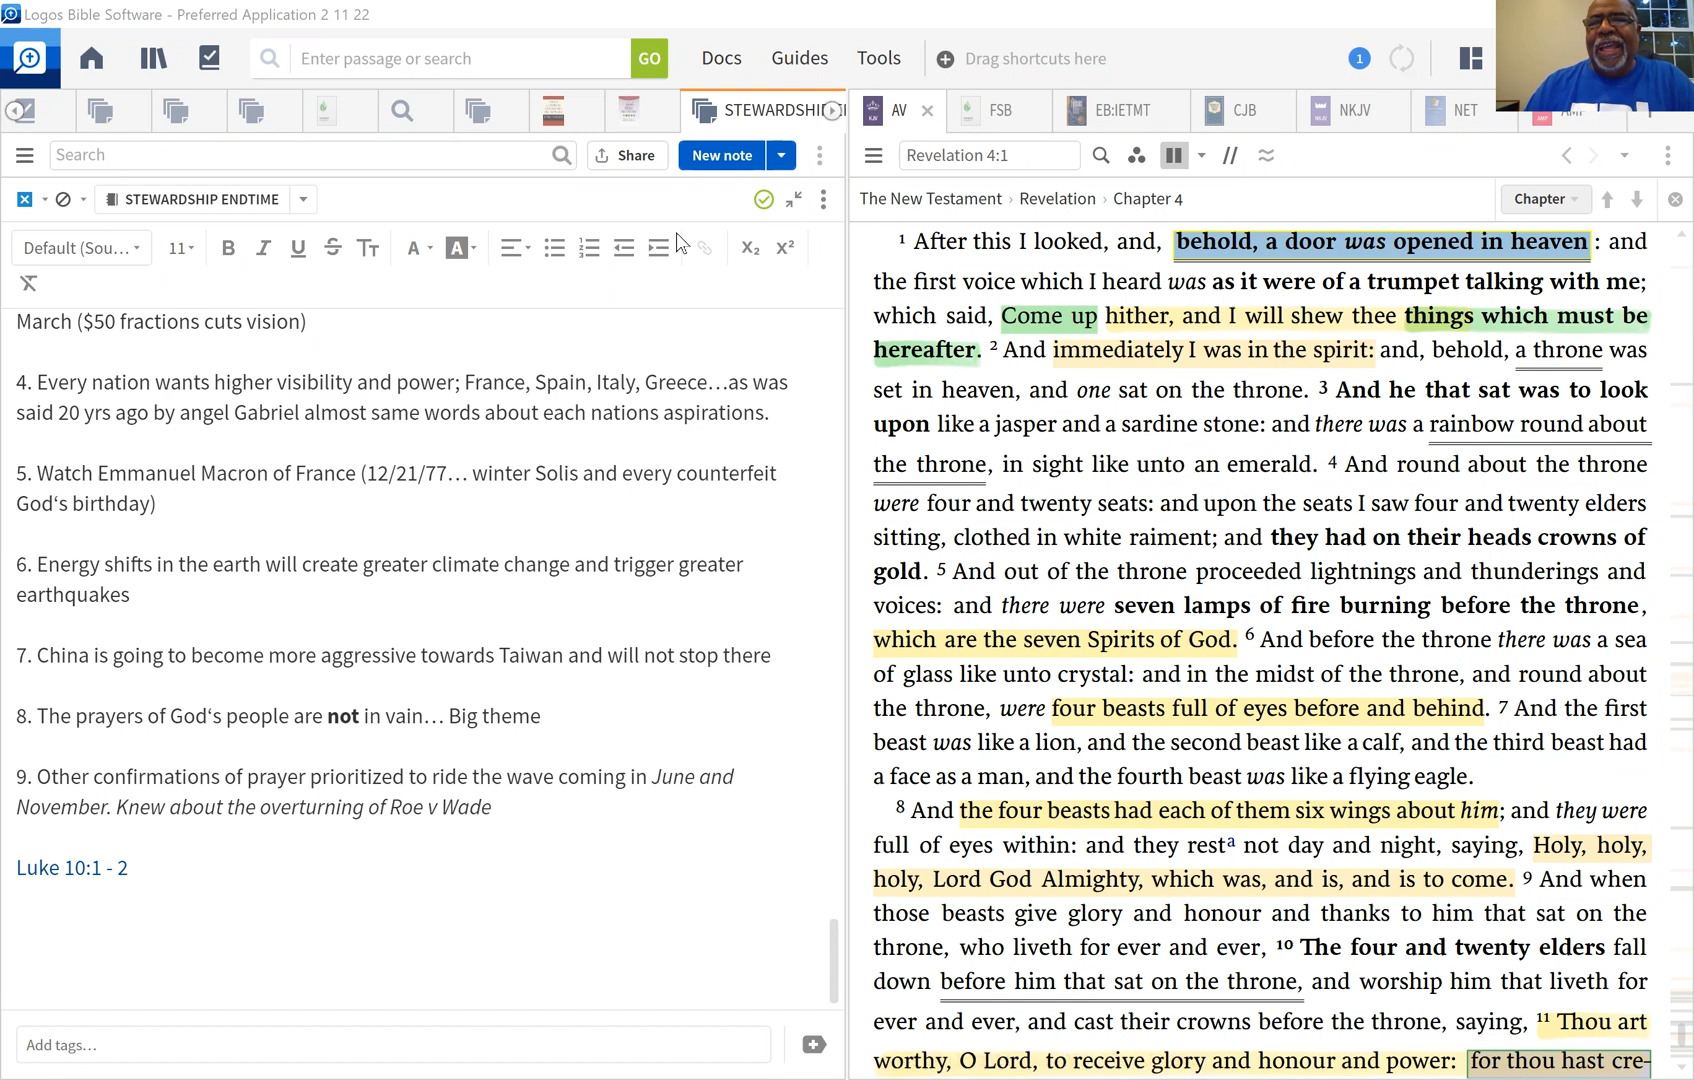 Logos Bible Software - Preferred Application 2 11 22
Enter passage or search
GO
Docs
Guides
Tools
Drag shortcuts here
1
STEWARDSHIP
AV
FSB
EB:IETMT
CJB
NKJV
NET
Search
Share
New note
Revelation 4:1
STEWARDSHIP ENDTIME
The New Testament › Revelation › Chapter 4
Chapter
Default (Sou...
11
B I U S TT A A X₂ X²
March ($50 fractions cuts vision)
4. Every nation wants higher visibility and power; France, Spain, Italy, Greece…as was
said 20 yrs ago by angel Gabriel almost same words about each nations aspirations.
5. Watch Emmanuel Macron of France (12/21/77… winter Solis and every counterfeit
God‘s birthday)
6. Energy shifts in the earth will create greater climate change and trigger greater
earthquakes
7. China is going to become more aggressive towards Taiwan and will not stop there
8. The prayers of God‘s people are not in vain… Big theme
9. Other confirmations of prayer prioritized to ride the wave coming in June and
November. Knew about the overturning of Roe v Wade
Luke 10:1 - 2
Add tags…
1 After this I looked, and, behold, a door was opened in heaven : and
the first voice which I heard was as it were of a trumpet talking with me;
which said, Come up hither, and I will shew thee things which must be
hereafter. 2 And immediately I was in the spirit: and, behold, a throne was
set in heaven, and one sat on the throne. 3 And he that sat was to look
upon like a jasper and a sardine stone: and there was a rainbow round about
the throne, in sight like unto an emerald. 4 And round about the throne
were four and twenty seats: and upon the seats I saw four and twenty elders
sitting, clothed in white raiment; and they had on their heads crowns of
gold. 5 And out of the throne proceeded lightnings and thunderings and
voices: and there were seven lamps of fire burning before the throne,
which are the seven Spirits of God. 6 And before the throne there was a sea
of glass like unto crystal: and in the midst of the throne, and round about
the throne, were four beasts full of eyes before and behind. 7 And the first
beast was like a lion, and the second beast like a calf, and the third beast had
a face as a man, and the fourth beast was like a flying eagle.
8 And the four beasts had each of them six wings about him; and they were
full of eyes within: and they rest a not day and night, saying, Holy, holy,
holy, Lord God Almighty, which was, and is, and is to come. 9 And when
those beasts give glory and honour and thanks to him that sat on the
throne, who liveth for ever and ever, 10 The four and twenty elders fall
down before him that sat on the throne, and worship him that liveth for
ever and ever, and cast their crowns before the throne, saying, 11 Thou art
worthy, O Lord, to receive glory and honour and power: for thou hast cre-